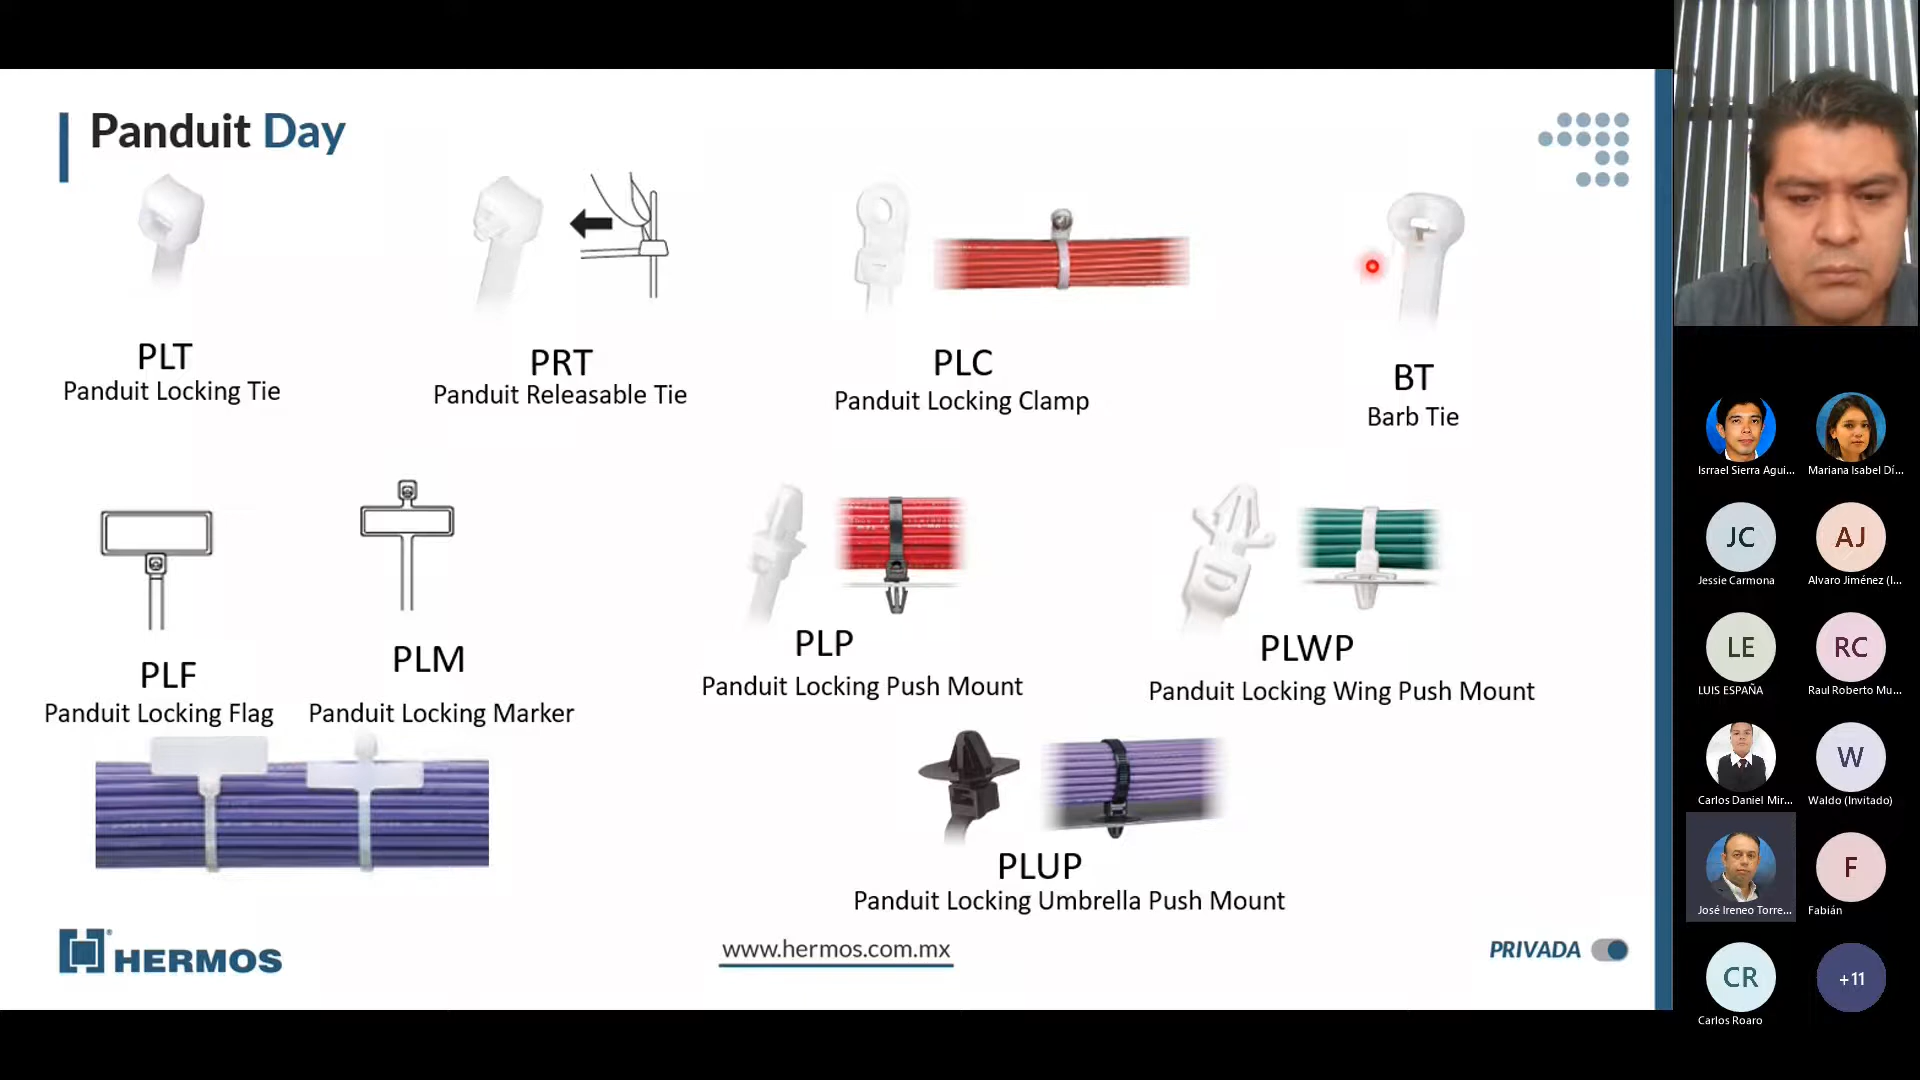 Panduit Day
PLT
Panduit Locking Tie
PRT
Panduit Releasable Tie
PLC
Panduit Locking Clamp
BT
Barb Tie
PLF
Panduit Locking Flag
PLM
Panduit Locking Marker
PLP
Panduit Locking Push Mount
PLWP
Panduit Locking Wing Push Mount
PLUP
Panduit Locking Umbrella Push Mount
HERMOS
www.hermos.com.mx
PRIVADA
Isrrael Sierra Agui...
Mariana Isabel Dí...
JC
Jessie Carmona
AJ
Alvaro Jiménez (I...
LE
LUIS ESPAÑA
RC
Raul Roberto Mu...
Carlos Daniel Mir...
W
Waldo (Invitado)
José Ireneo Torre...
F
Fabián
CR
Carlos Roaro
+11